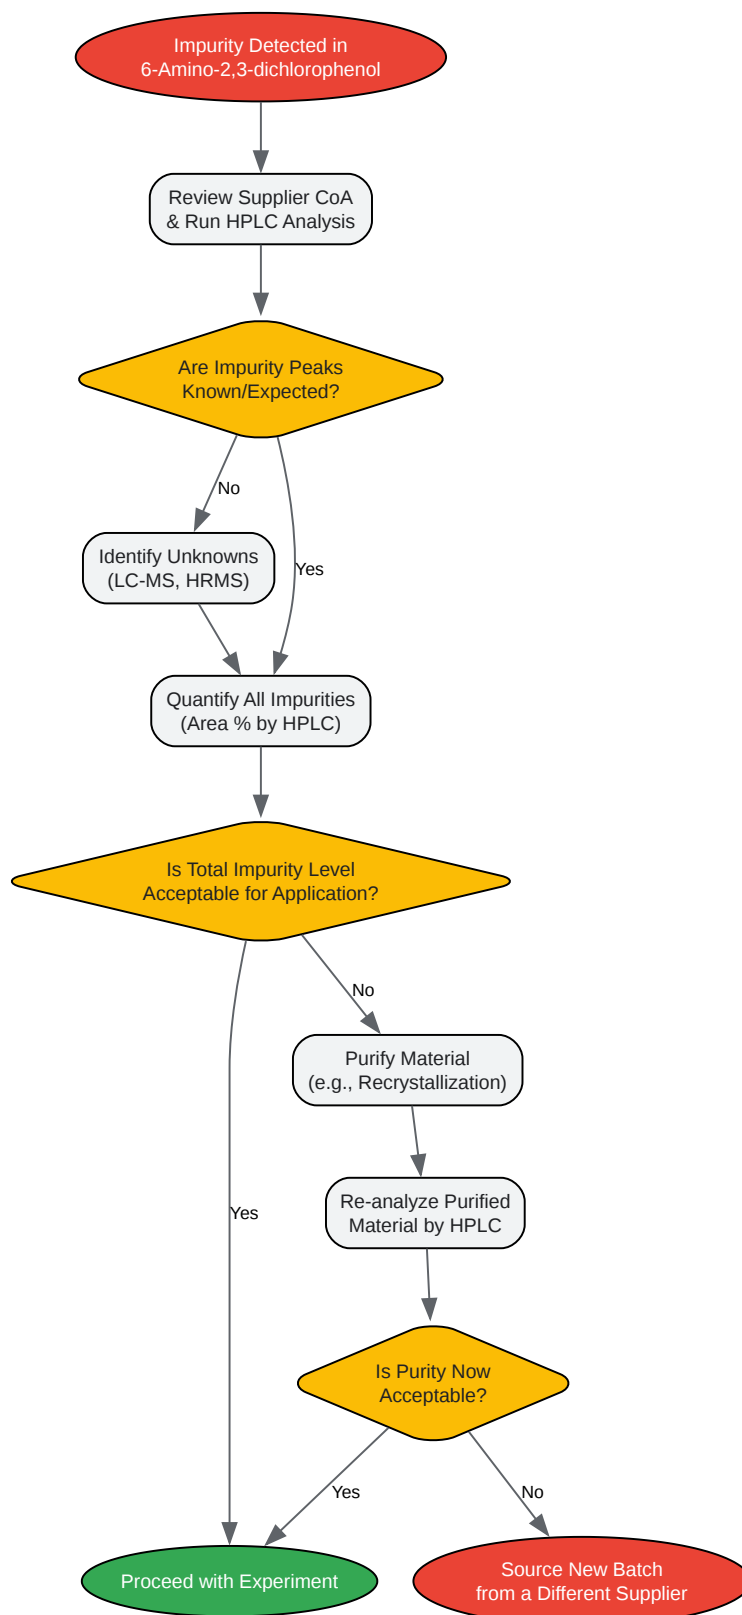 Impurity Detected in
6-Amino-2,3-dichlorophenol
Review Supplier CoA
& Run HPLC Analysis
Are Impurity Peaks
Known/Expected?
No
Identify Unknowns
(LC-MS, HRMS)
Yes
Quantify All Impurities
(Area % by HPLC)
Is Total Impurity Level
Acceptable for Application?
No
Purify Material
(e.g., Recrystallization)
Re-analyze Purified
Material by HPLC
Yes
Is Purity Now
Acceptable?
Yes
No
Proceed with Experiment
Source New Batch
from a Different Supplier